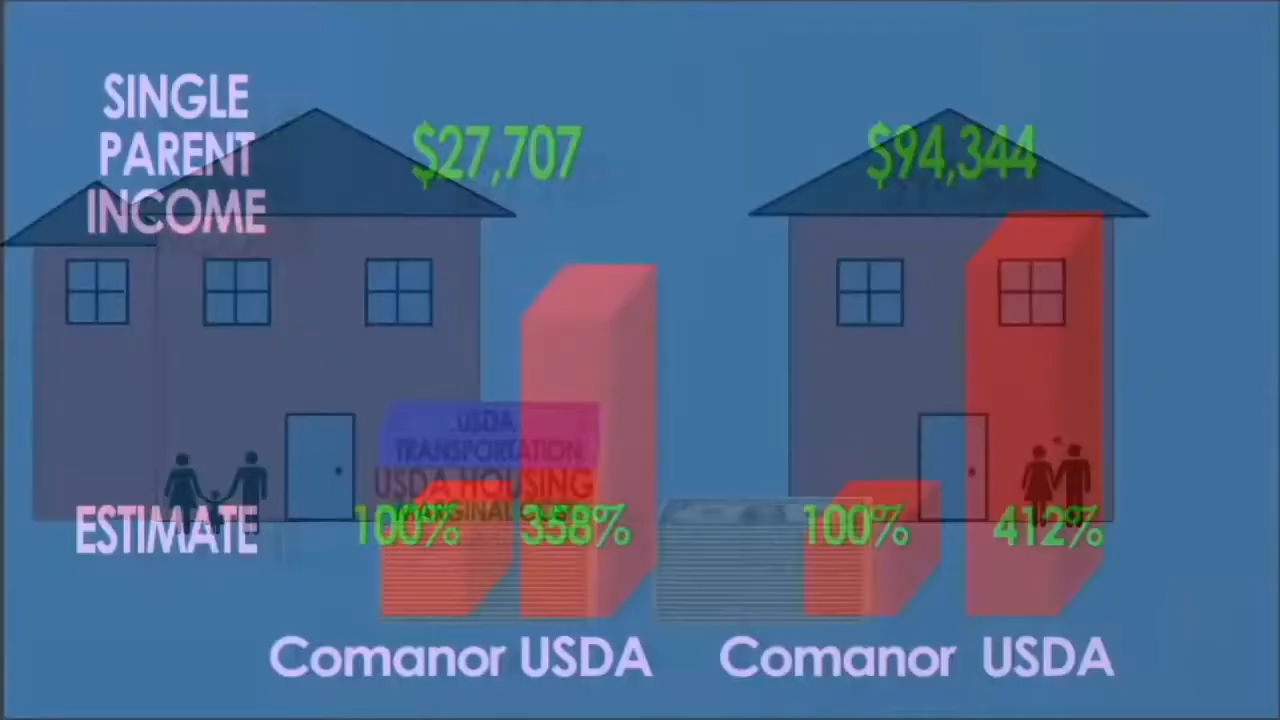 SINGLE
PARENT
INCOME
$27,707
$94,344
USDA
TRANSPORTATION
USDA HOUSING
MARGINAL
ESTIMATE
100%
358%
100%
412%
Comanor USDA
Comanor USDA